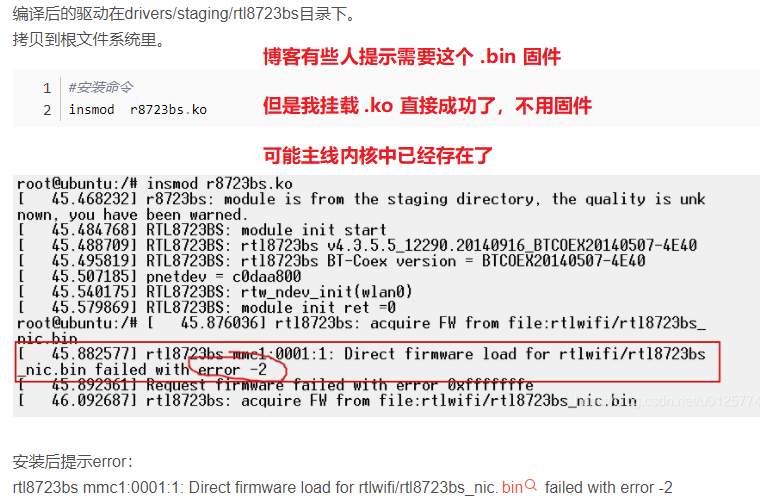 编译后的驱动在drivers/staging/rtl8723bs目录下。
拷贝到根文件系统里。
博客有些人提示需要这个 .bin 固件
1 #安装命令
2 insmod  r8723bs.ko
但是我挂载 .ko 直接成功了，不用固件
可能主线内核中已经存在了
root@ubuntu:/# insmod r8723bs.ko
[   45.468232] r8723bs: module is from the staging directory, the quality is unk
nown, you have been warned.
[   45.484768] RTL8723BS: module init start
[   45.488709] RTL8723BS: rtl8723bs v4.3.5.5_12290.20140916_BTCOEX20140507-4E40
[   45.495819] RTL8723BS: rtl8723bs BT-Coex version = BTCOEX20140507-4E40
[   45.507185] pnetdev = c0daa800
[   45.540175] RTL8723BS: rtw_ndev_init(wlan0)
[   45.579869] RTL8723BS: module init ret =0
root@ubuntu:/# [   45.876036] rtl8723bs: acquire FW from file:rtlwifi/rtl8723bs_
nic.bin
[   45.882577] rtl8723bs mmc1:0001:1: Direct firmware load for rtlwifi/rtl8723bs
_nic.bin failed with error -2
[   45.892361] Request firmware failed with error 0xfffffffe
[   46.092687] rtl8723bs: acquire FW from file:rtlwifi/rtl8723bs_nic.bin
安装后提示error：
rtl8723bs mmc1:0001:1: Direct firmware load for rtlwifi/rtl8723bs_nic. bin failed with error -2